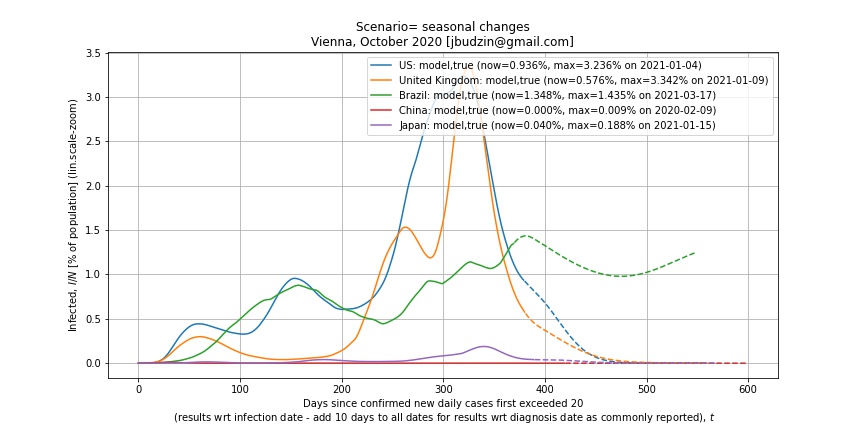 Scenario= seasonal changes
Vienna, October 2020 [jbudzin@gmail.com]
3.5
3.0
2.5
2.0
1.5
1.0
0.5
0.0
Infected, I/N [% of population] (lin.scale-zoom)
US: model,true (now=0.936%, max=3.236% on 2021-01-04)
United Kingdom: model,true (now=0.576%, max=3.342% on 2021-01-09)
Brazil: model,true (now=1.348%, max=1.435% on 2021-03-17)
China: model,true (now=0.000%, max=0.009% on 2020-02-09)
Japan: model,true (now=0.040%, max=0.188% on 2021-01-15)
0 100 200 300 400 500 600
Days since confirmed new daily cases first exceeded 20
(results wrt infection date - add 10 days to all dates for results wrt diagnosis date as commonly reported), t